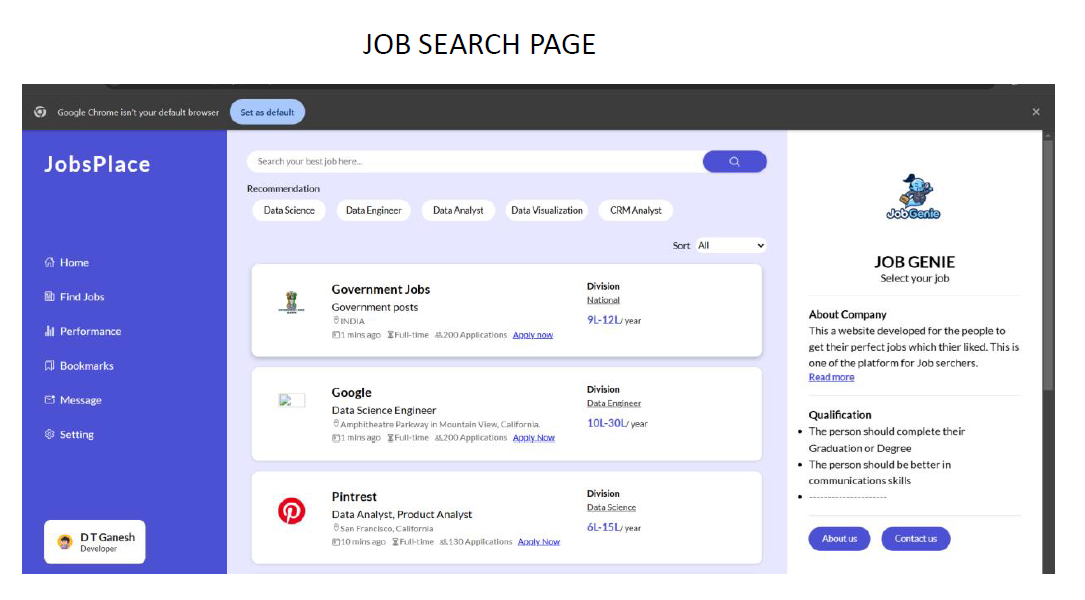 JOB SEARCH PAGE
Google Chrome isn't your default browser
Set as default
JobsPlace
Home
Find Jobs
Performance
Bookmarks
Message
Setting
D T Ganesh
Developer
Search your best job here...
Recommendation
Data Science
Data Engineer
Data Analyst
Data Visualization
CRM Analyst
Sort All
Government Jobs
Government posts
INDIA
1 mins ago Full-time 200 Applications Apply now
Division
National
9L-12L/ year
Google
Data Science Engineer
Amphitheatre Parkway in Mountain View, California.
1 mins ago Full-time 200 Applications Apply Now
Division
Data Engineer
10L-30L/ year
Pintrest
Data Analyst, Product Analyst
San Francisco, California
10 mins ago Full-time 130 Applications Apply Now
Division
Data Science
6L-15L/ year
JobGenie
JOB GENIE
Select your job
About Company
This a website developed for the people to
get their perfect jobs which thier liked. This is
one of the platform for Job serchers.
Read more
Qualification
• The person should complete their
Graduation or Degree
• The person should be better in
communications skills
• ---------------------
About us
Contact us